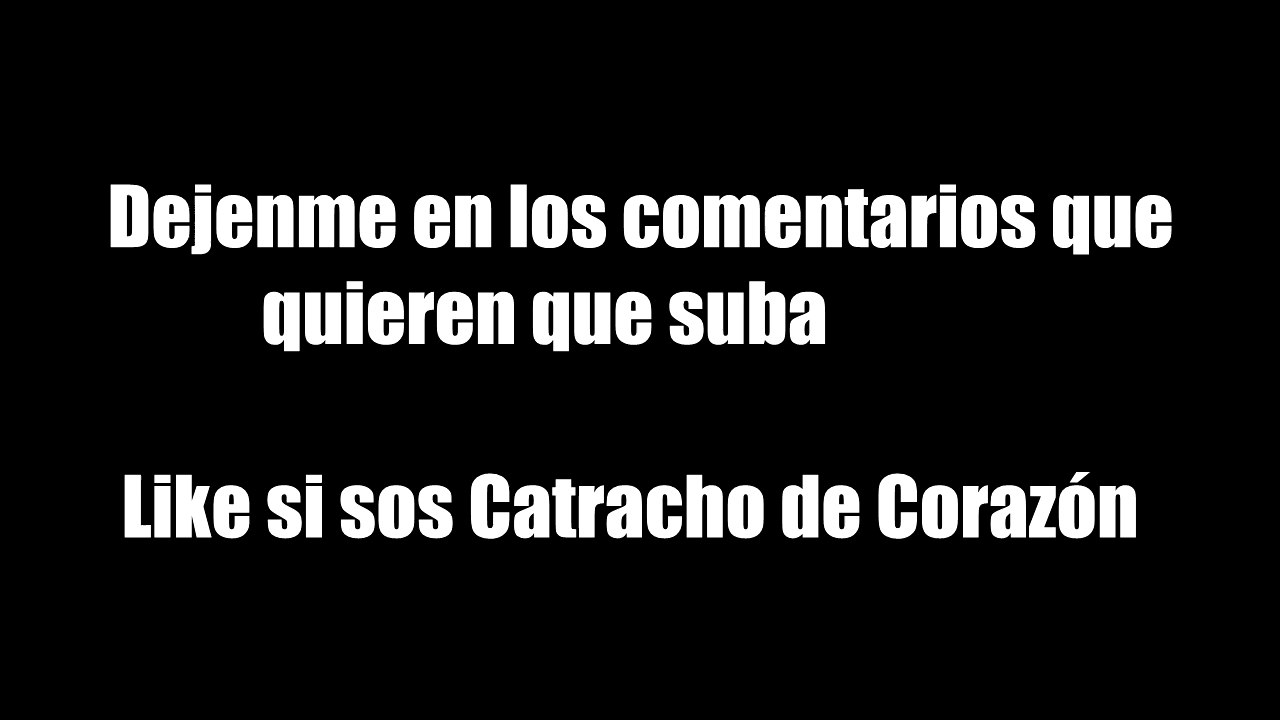 Dejenme en los comentarios que
quieren que suba
Like si sos Catracho de Corazón